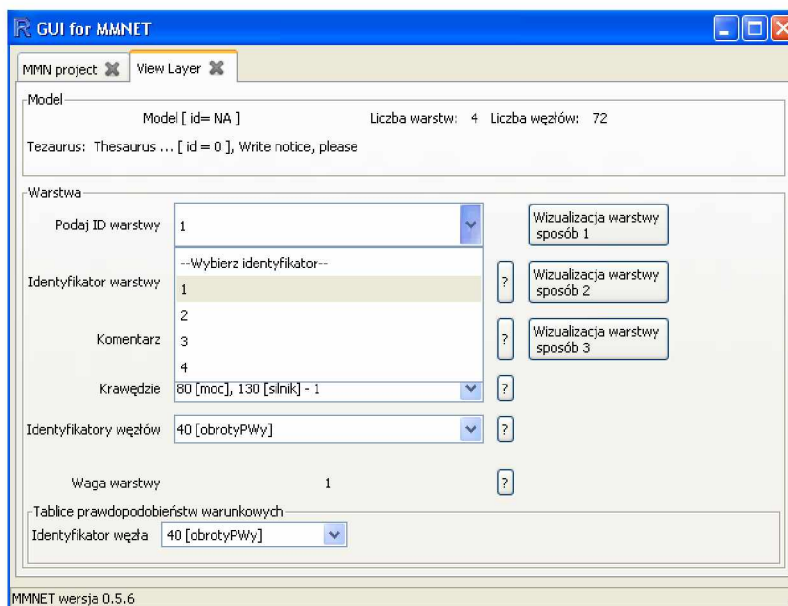 GUI for MMNET
MMN project View Layer
Model
Model [ id= NA ] Liczba warstw: 4 Liczba węzłów: 72
Tezaurus: Thesaurus ... [ id = 0 ], Write notice, please
Warstwa
Podaj ID warstwy 1 Wizualizacja warstwy
sposób 1
--Wybierz identyfikator--
Identyfikator warstwy 1 ? Wizualizacja warstwy
sposób 2
2
Komentarz 3 ? Wizualizacja warstwy
sposób 3
4
Krawędzie 80 [moc], 130 [silnik] - 1 ?
Identyfikatory węzłów 40 [obrotyPWy] ?
Waga warstwy 1 ?
Tablice prawdopodobieństw warunkowych
Identyfikator węzła 40 [obrotyPWy]
MMNET wersja 0.5.6